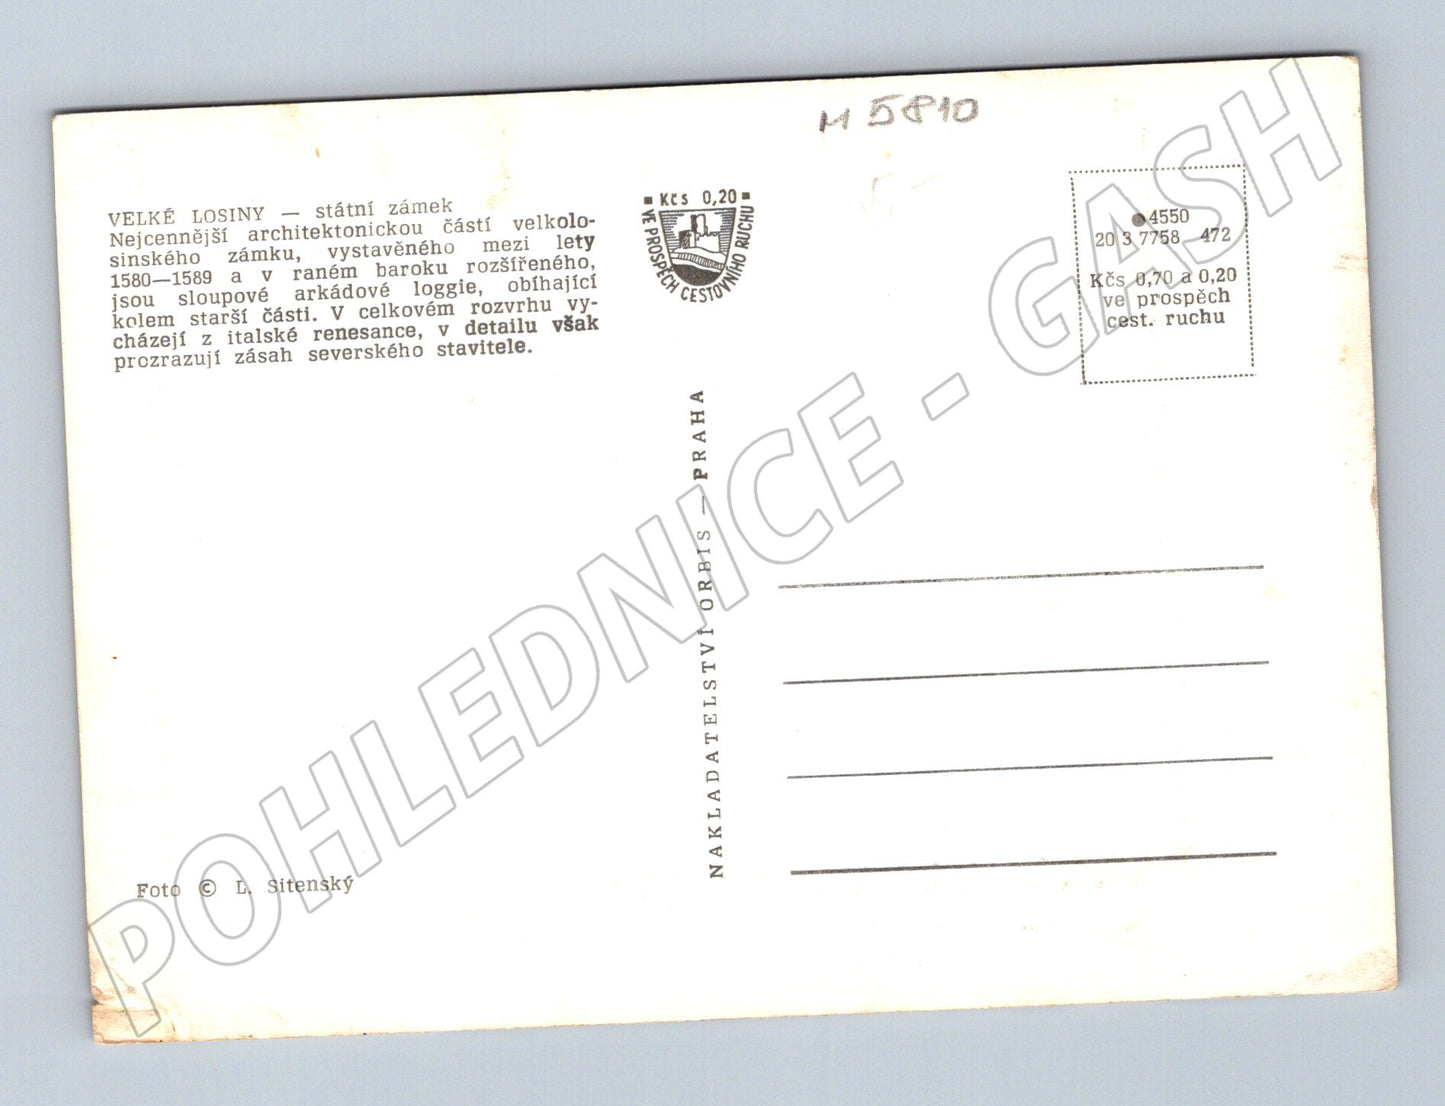 M 5810
VELKÉ LOSINY — státní zámek
Nejcennější architektonickou částí velkolo-
sinského zámku, vystavěného mezi lety
1580—1589 a v raném baroku rozšířeného,
jsou sloupové arkádové loggie, obíhající
kolem starší části. V celkovém rozvrhu vy-
cházejí z italské renesance, v detailu však
prozrazují zásah severského stavitele.
Kčs 0,20
VE PROSPĚCH CESTOVNÍHO RUCHU
4550
20 3 7758 472
Kčs 0,70 a 0,20
ve prospěch
cest. ruchu
NAKLADATELSTVÍ ORBIS — PRAHA
Foto © L. Sitenský
POHLEDNICE - GASH